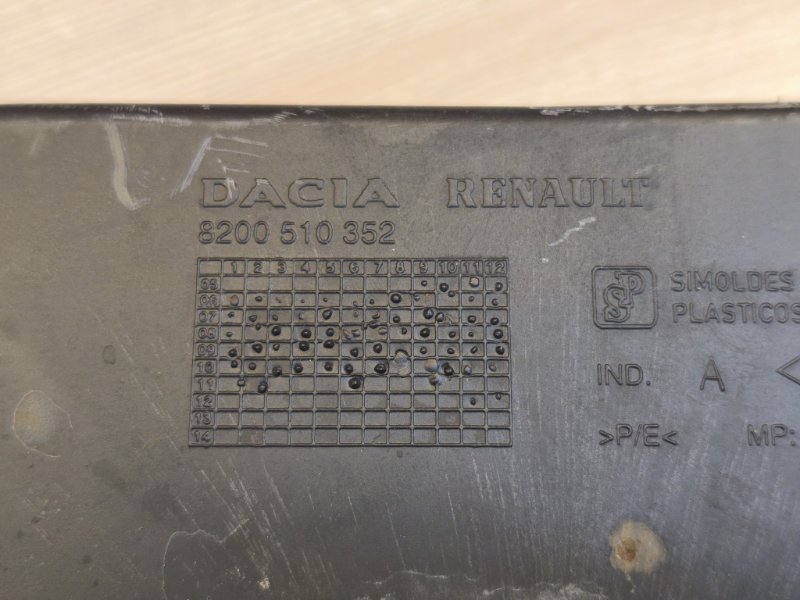 DACIA RENAULT
8200 510 352
1 2 3 4 5 6 7 8 9 10 11 12
05
06
07
08
09
10
11
12
13
14
SP SIMOLDES
PLASTICOS
IND. A <
>P/E< MP: